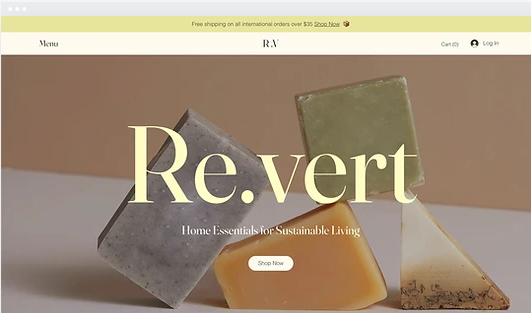 Free shipping on all international orders over $35 Shop Now
Menu
R.V
Cart (0)
Log In
Re.vert
Home Essentials for Sustainable Living
Shop Now